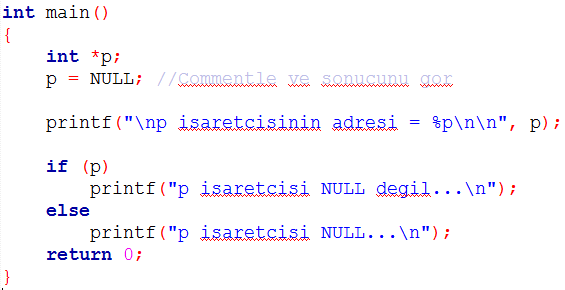 int main()
{
    int *p;
    p = NULL; //Commentle ve sonucunu gor

    printf("\np isaretcisinin adresi = %p\n\n", p);

    if (p)
        printf("p isaretcisi NULL degil...\n");
    else
        printf("p isaretcisi NULL...\n");
    return 0;
}